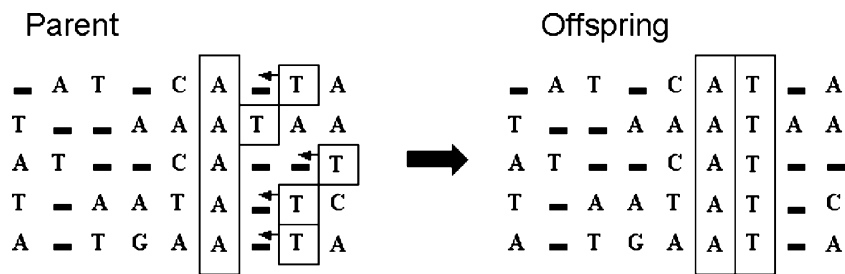 Parent Offspring
- A T - C A - T A - A T - C A T - A
T - - A A A T A A T - - A A A T A A
A T - - C A - - T A T - - C A T - -
T - A A T A - T C T - A A T A T - C
A - T G A A - T A A - T G A A T - A